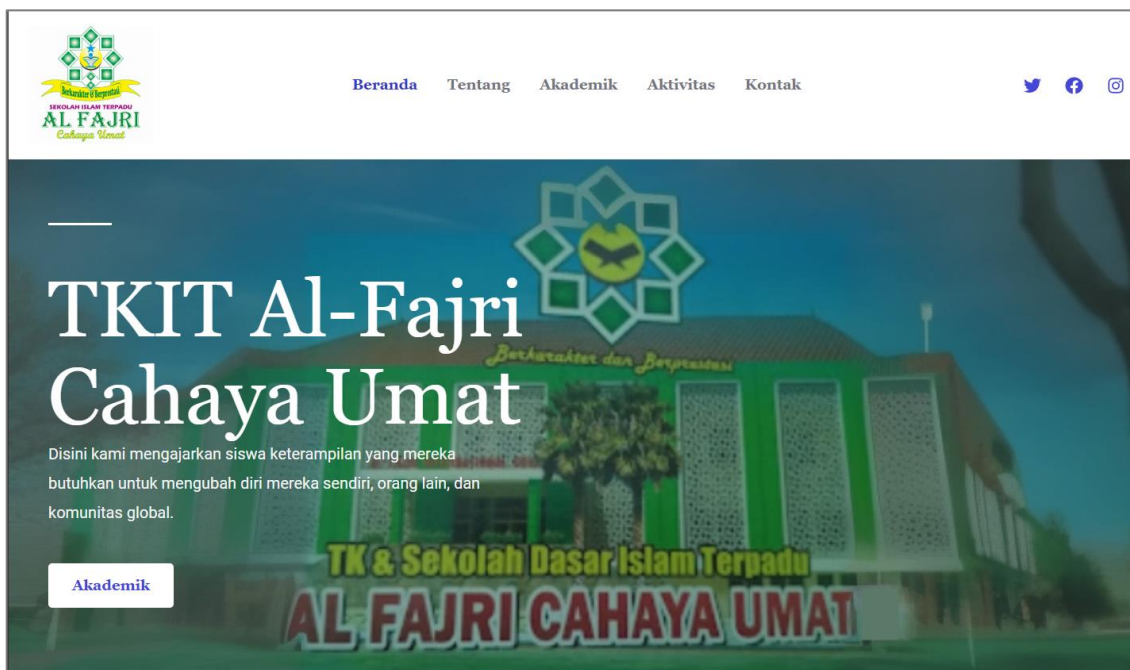 Berkarakter & Berprestasi
SEKOLAH ISLAM TERPADU
AL FAJRI
Cahaya Umat
Beranda Tentang Akademik Aktivitas Kontak
TKIT Al-Fajri
Cahaya Umat
Disini kami mengajarkan siswa keterampilan yang mereka
butuhkan untuk mengubah diri mereka sendiri, orang lain, dan
komunitas global.
Akademik
Berkarakter dan Berprestasi
TK & Sekolah Dasar Islam Terpadu
AL FAJRI CAHAYA UMAT